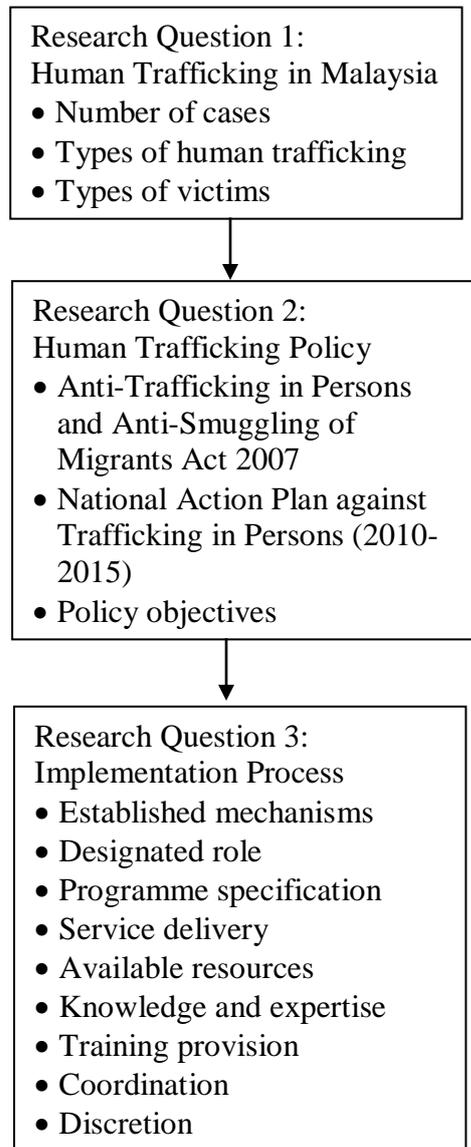 Research Question 1:
Human Trafficking in Malaysia
• Number of cases
• Types of human trafficking
• Types of victims
Research Question 2:
Human Trafficking Policy
• Anti-Trafficking in Persons
and Anti-Smuggling of
Migrants Act 2007
• National Action Plan against
Trafficking in Persons (2010-
2015)
• Policy objectives
Research Question 3:
Implementation Process
• Established mechanisms
• Designated role
• Programme specification
• Service delivery
• Available resources
• Knowledge and expertise
• Training provision
• Coordination
• Discretion